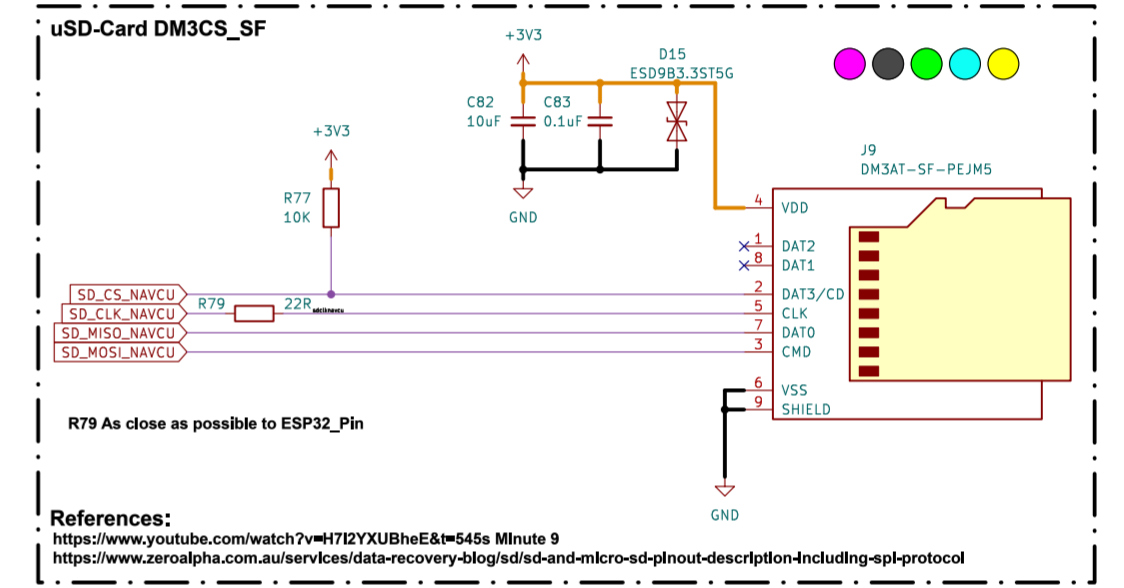 uSD-Card DM3CS_SF
+3V3
D15
ESD9B3.3ST5G
C82
10uF
C83
0.1uF
+3V3
J9
DM3AT-SF-PEJM5
R77
10K
GND
4
VDD
1
DAT2
8
DAT1
SD_CS_NAVCU
2
DAT3/CD
R79
22R
sdclknavcu
SD_CLK_NAVCU
5
CLK
SD_MISO_NAVCU
7
DAT0
SD_MOSI_NAVCU
3
CMD
6
VSS
9
SHIELD
R79 As close as possible to ESP32_Pin
GND
References:
https://www.youtube.com/watch?v=H7I2YXUBheE&t=545s Minute 9
https://www.zeroalpha.com.au/services/data-recovery-blog/sd/sd-and-micro-sd-pinout-description-including-spi-protocol